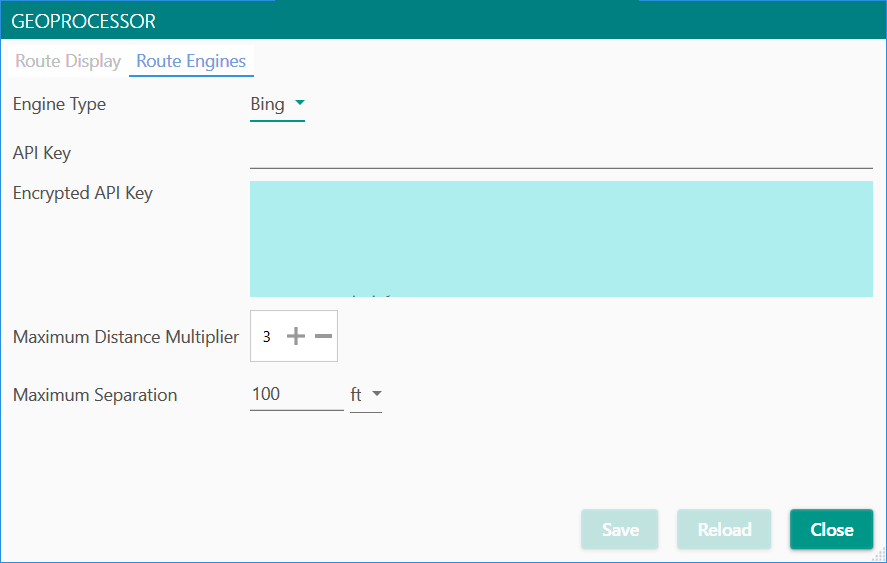 GEOPROCESSOR
Route Display Route Engines
Engine Type Bing
API Key
Encrypted API Key
Maximum Distance Multiplier 3
Maximum Separation 100 ft
Save Reload Close